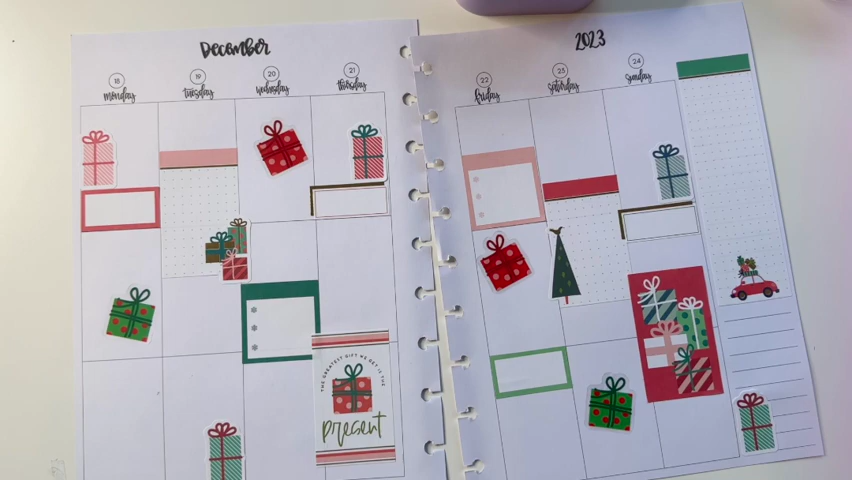 December
2023
18
monday
19
tuesday
20
wednesday
21
thursday
22
friday
23
saturday
24
sunday
THE GREATEST GIFT WE GET IS THE
present